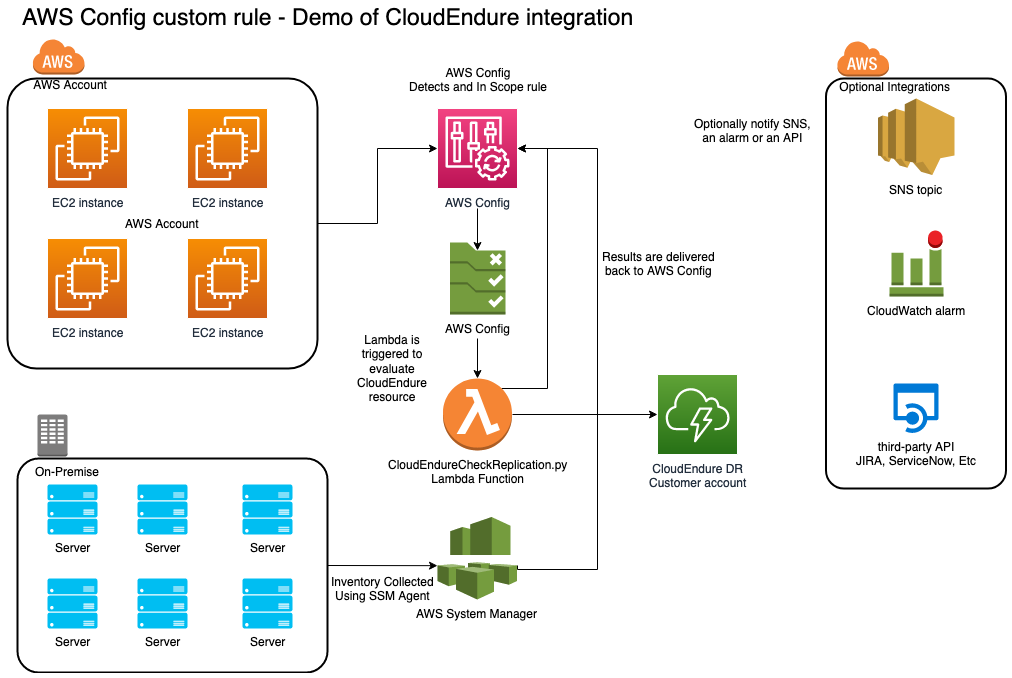 AWS Config custom rule - Demo of CloudEndure integration
AWS
AWS Account
EC2 instance
EC2 instance
AWS Account
EC2 instance
EC2 instance
AWS Config
Detects and In Scope rule
AWS Config
AWS Config
Lambda is
triggered to
evaluate
CloudEndure
resource
CloudEndureCheckReplication.py
Lambda Function
Results are delivered
back to AWS Config
CloudEndure DR
Customer account
Optionally notify SNS,
an alarm or an API
AWS
Optional Integrations
SNS topic
CloudWatch alarm
third-party API
JIRA, ServiceNow, Etc
On-Premise
Server
Server
Server
Server
Server
Server
Inventory Collected
Using SSM Agent
AWS System Manager